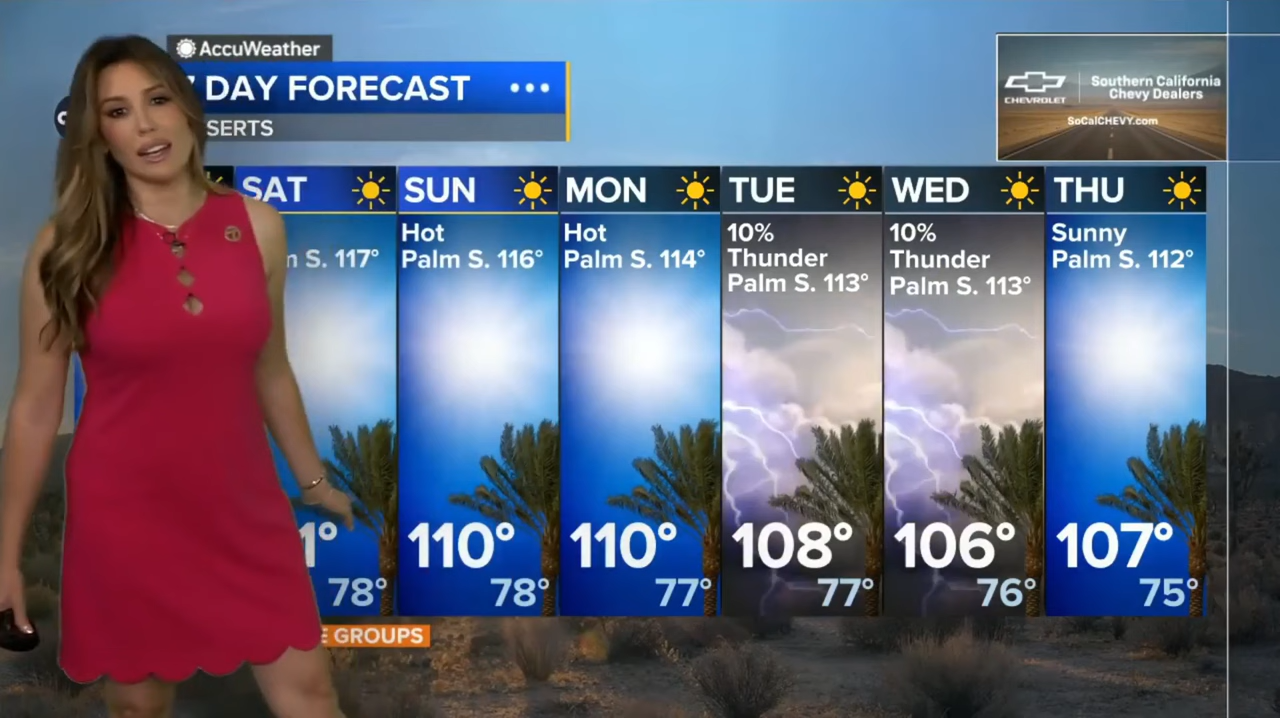 AccuWeather
DAY FORECAST
SERTS
CHEVROLET
Southern California
Chevy Dealers
SoCalCHEVY.com
SAT
S. 117°
1°
78°
SUN
Hot
Palm S. 116°
110°
78°
MON
Hot
Palm S. 114°
110°
77°
TUE
10%
Thunder
Palm S. 113°
108°
77°
WED
10%
Thunder
Palm S. 113°
106°
76°
THU
Sunny
Palm S. 112°
107°
75°
GROUPS